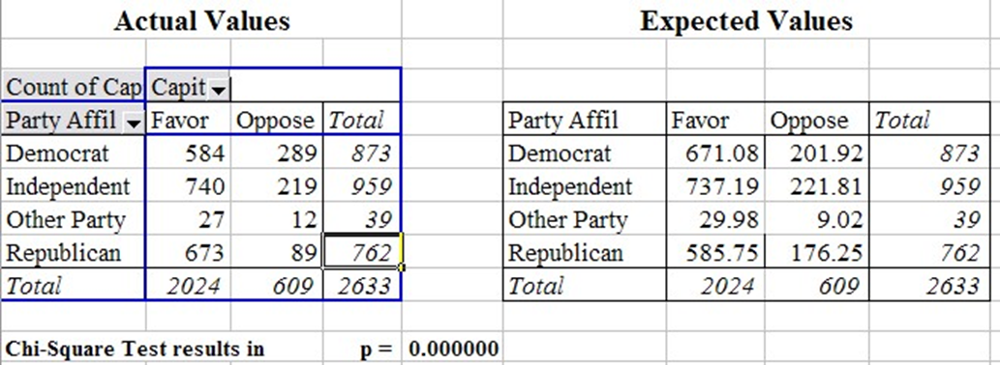 Actual Values Expected Values
Count of Cap Capit
Party Affil Favor Oppose Total Party Affil Favor Oppose Total
Democrat 584 289 873 Democrat 671.08 201.92 873
Independent 740 219 959 Independent 737.19 221.81 959
Other Party 27 12 39 Other Party 29.98 9.02 39
Republican 673 89 762 Republican 585.75 176.25 762
Total 2024 609 2633 Total 2024 609 2633
Chi-Square Test results in p = 0.000000